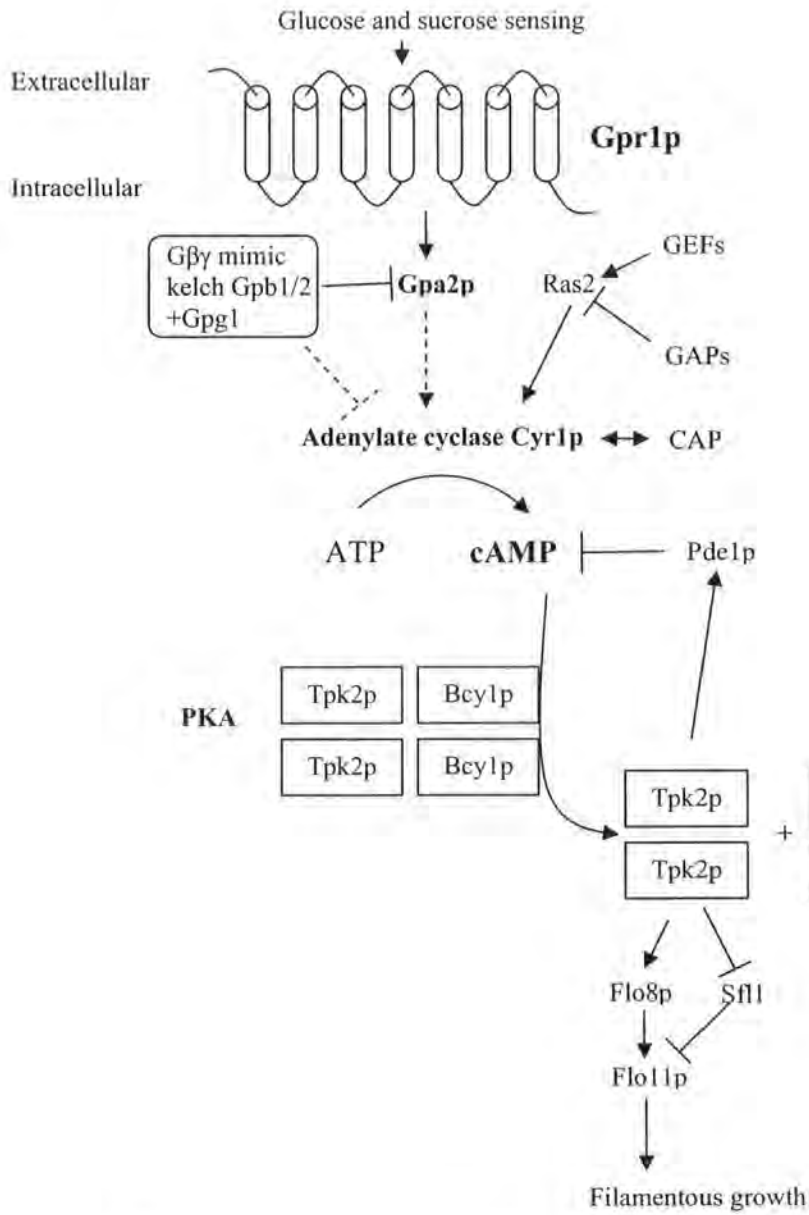 Glucose and sucrose sensing
Extracellular
Gpr1p
Intracellular
Gβγ mimic
kelch Gpb1/2
+Gpg1
Gpa2p
Ras2
GEFs
GAPs
Adenylate cyclase Cyr1p
CAP
ATP
cAMP
Pde1p
PKA
Tpk2p
Bcy1p
Tpk2p
Bcy1p
Tpk2p
+
Tpk2p
Flo8p
Sfl1
Flo11p
Filamentous growth